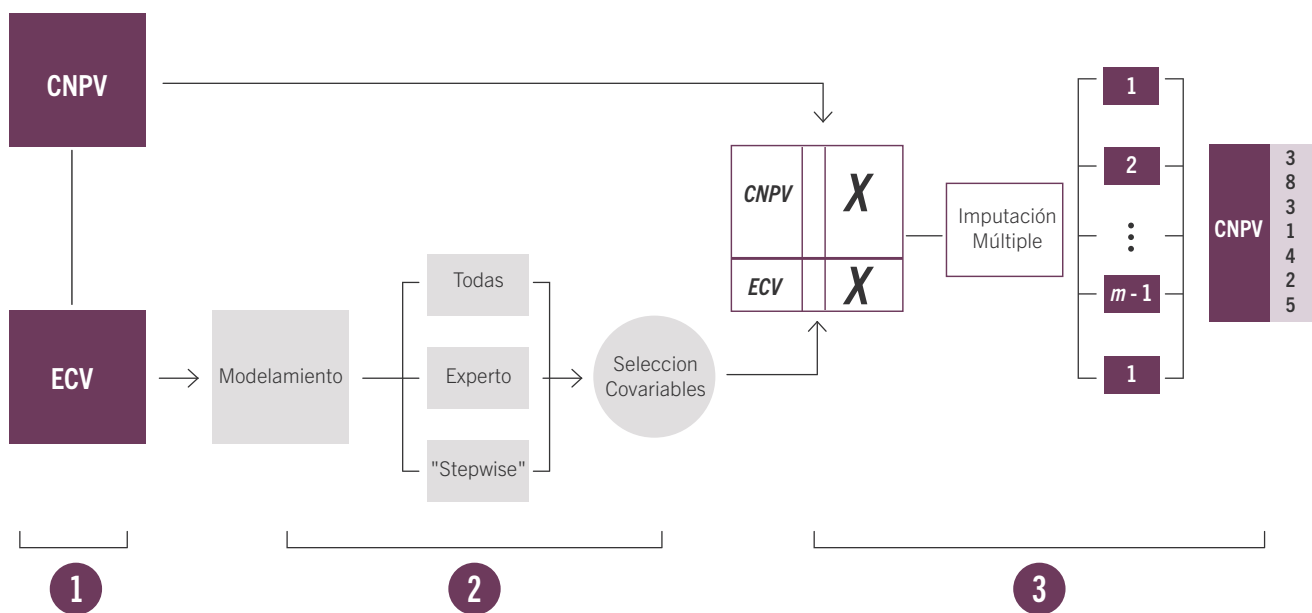 CNPV
ECV
Modelamiento
Todas
Experto
"Stepwise"
Seleccion
Covariables
CNPV
X
ECV
X
Imputación
Múltiple
1
2
⋮
m - 1
1
CNPV
3
8
3
1
4
2
5
1
2
3